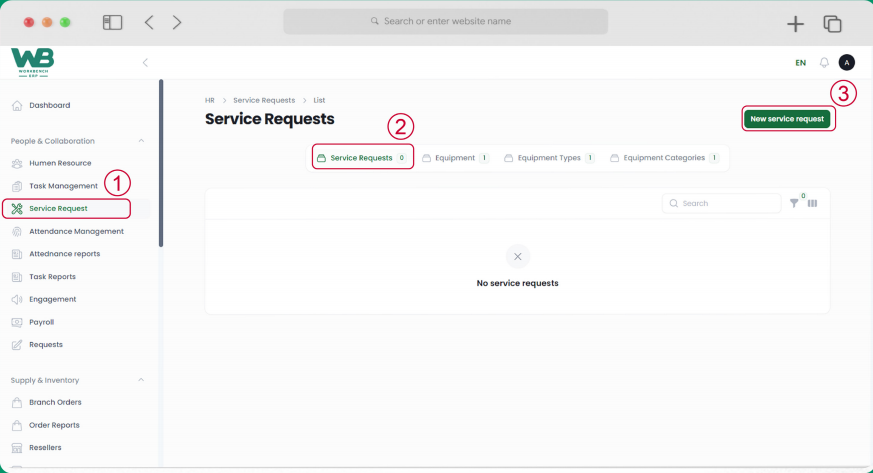 Search or enter website name
WB
WORKBENCH
ERP
EN
A
Dashboard
People & Collaboration
Human Resource
Task Management
1
Service Request
Attendance Management
Attednance reports
Task Reports
Engagement
Payroll
Requests
Supply & Inventory
Branch Orders
Order Reports
Resellers
HR > Service Requests > List
Service Requests
2
3
New service request
Service Requests 0
Equipment 1
Equipment Types 1
Equipment Categories 1
Search
0
No service requests